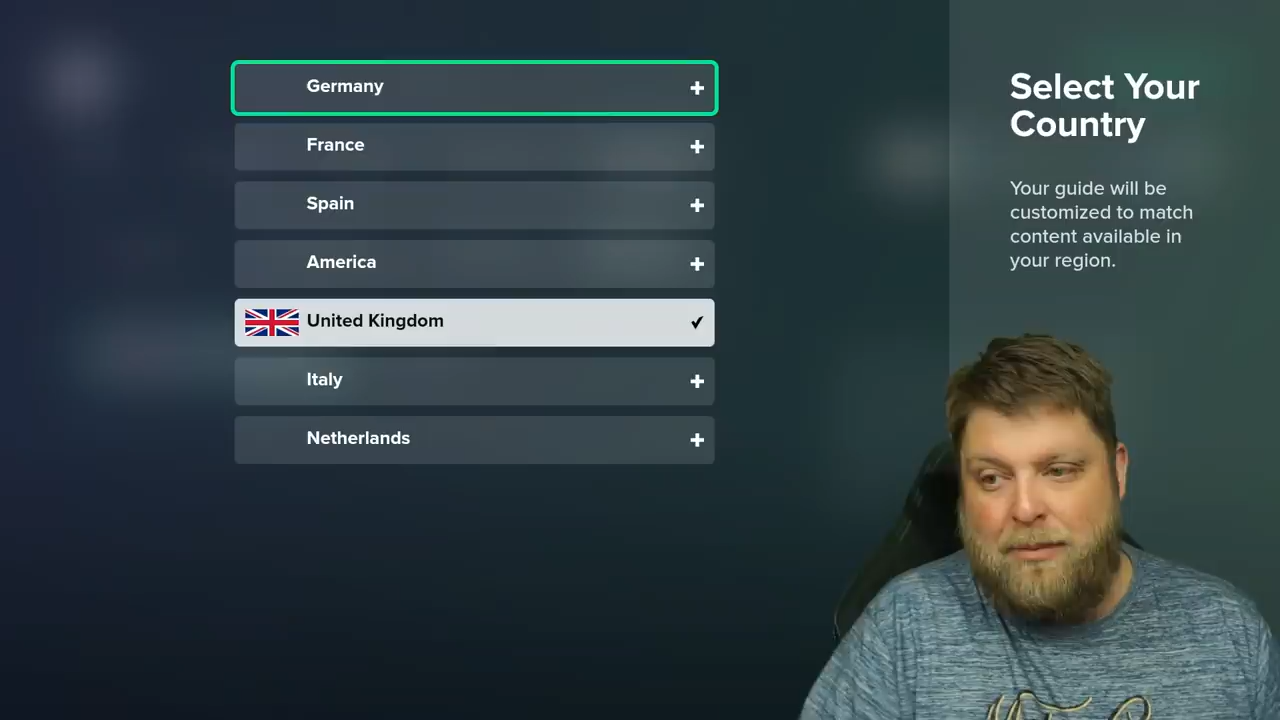 Germany
France
Spain
America
United Kingdom
Italy
Netherlands
Select Your
Country
Your guide will be
customized to match
content available in
your region.